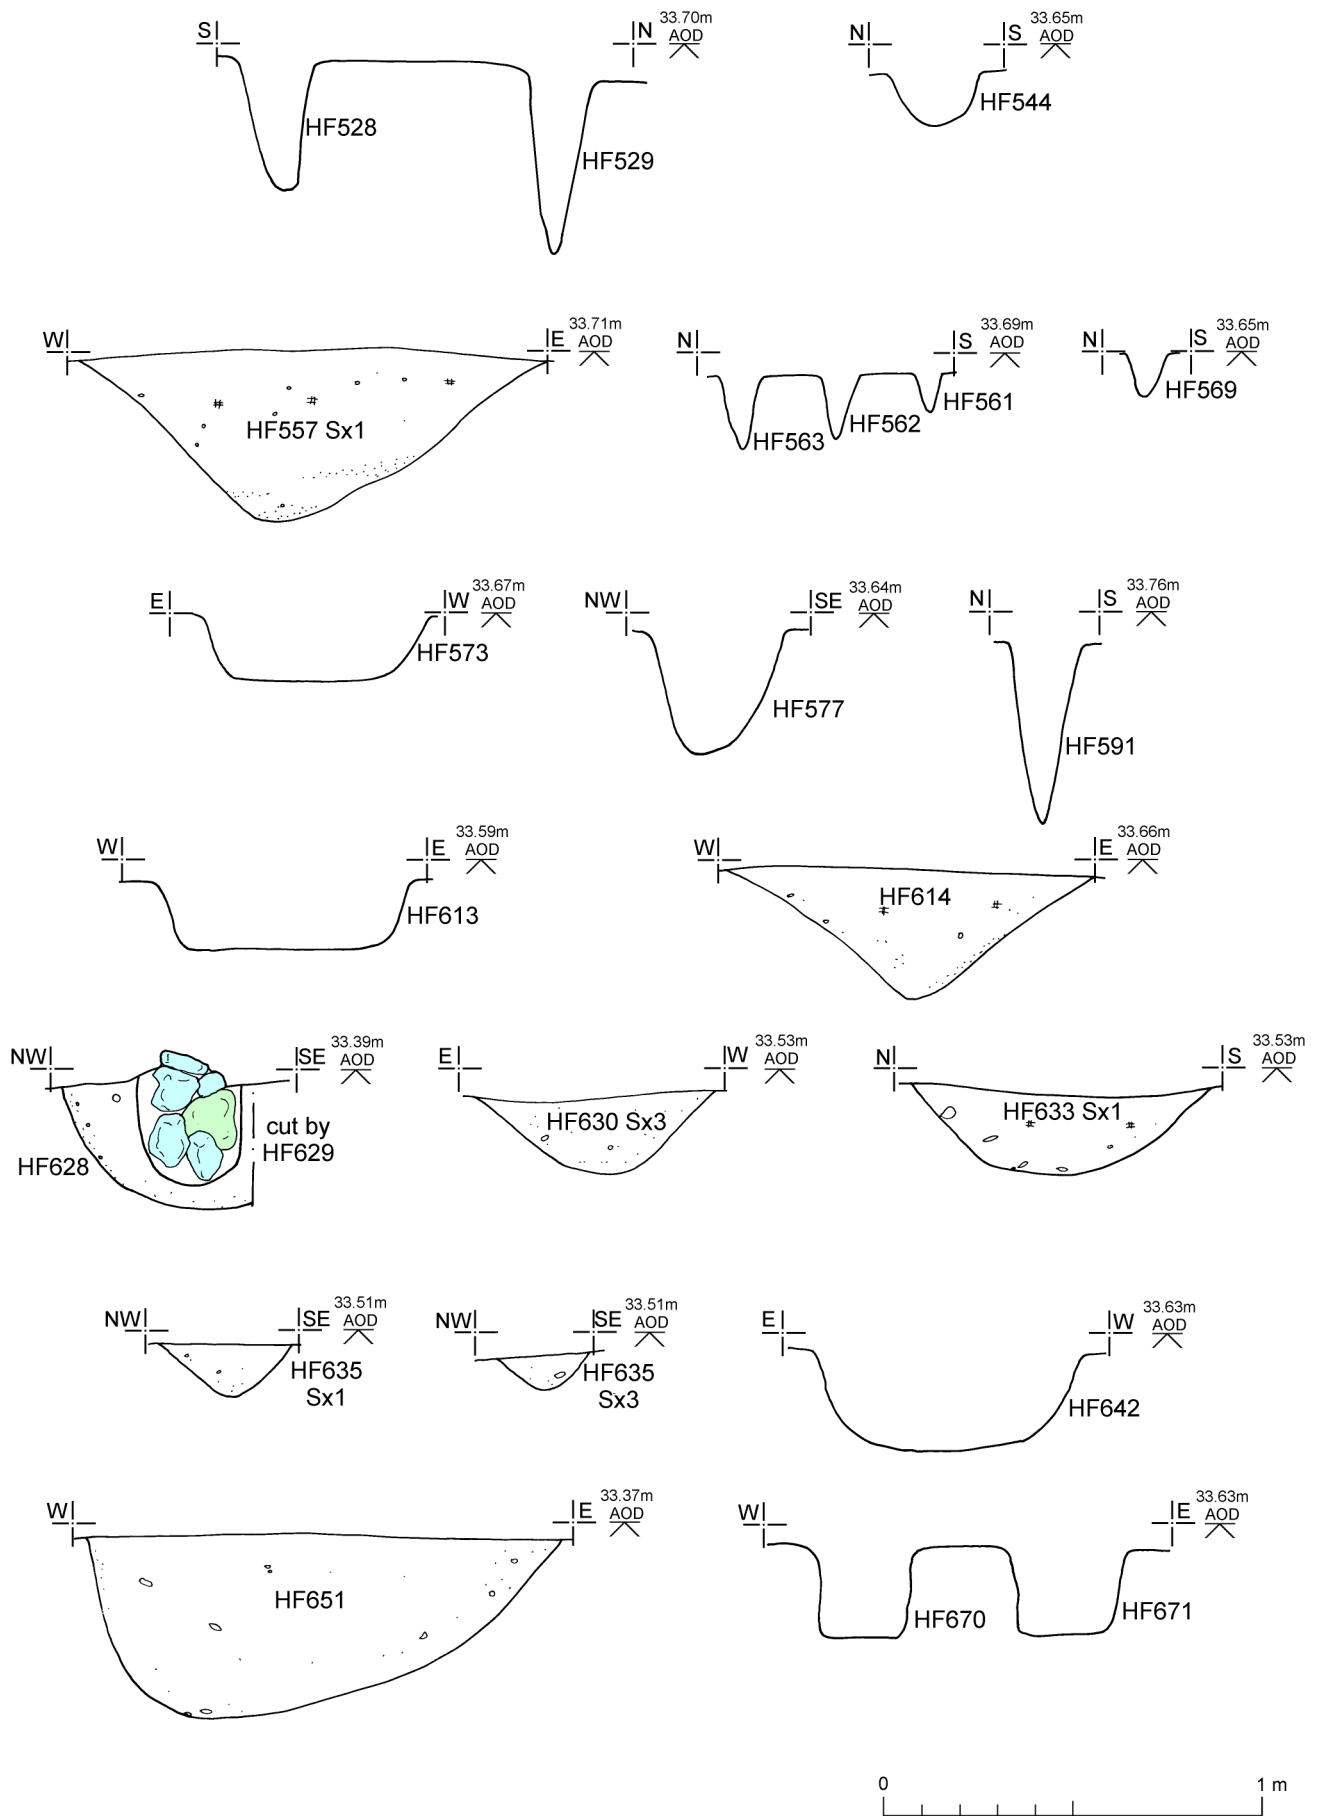 S
N
33.70m
AOD
HF528
HF529
N
S
33.65m
AOD
HF544
W
E
33.71m
AOD
HF557 Sx1
N
S
33.69m
AOD
HF563
HF562
HF561
N
S
33.65m
AOD
HF569
E
W
33.67m
AOD
HF573
NW
SE
33.64m
AOD
HF577
N
S
33.76m
AOD
HF591
W
E
33.59m
AOD
HF613
W
E
33.66m
AOD
HF614
NW
SE
33.39m
AOD
HF628
cut by
HF629
E
W
33.53m
AOD
HF630 Sx3
N
S
33.53m
AOD
HF633 Sx1
NW
SE
33.51m
AOD
HF635
Sx1
NW
SE
33.51m
AOD
HF635
Sx3
E
W
33.63m
AOD
HF642
W
E
33.37m
AOD
HF651
W
E
33.63m
AOD
HF670
HF671
0
1 m